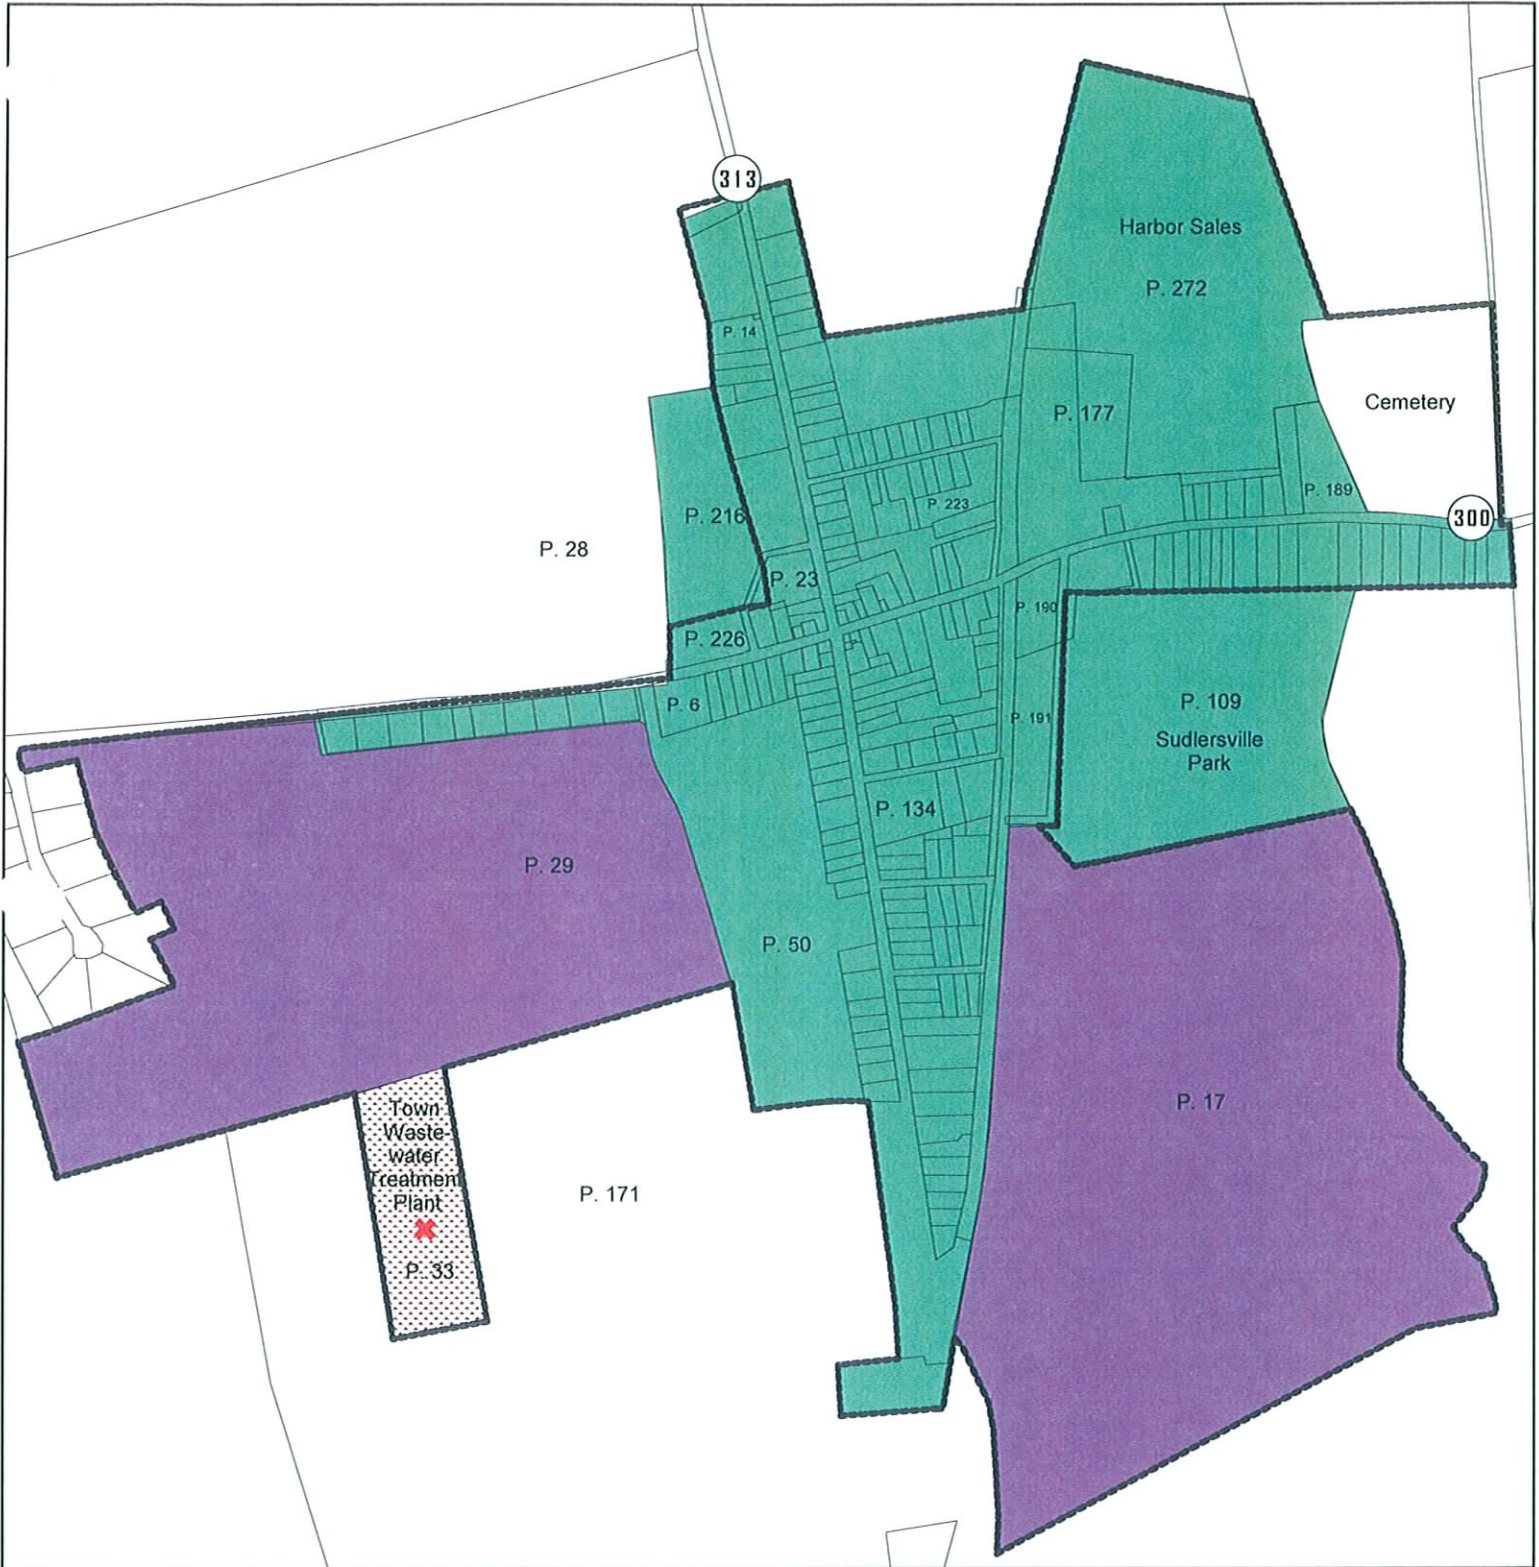 313
Harbor Sales
P. 272
P. 14
Cemetery
P. 177
P. 189
P. 223
P. 216
300
P. 28
P. 23
P. 190
P. 226
P. 6
P. 109
P. 191
Sudlersville
Park
P. 134
P. 29
P. 50
P. 17
Town
Waste-
water
Treatment
Plant
P. 171
P. 33